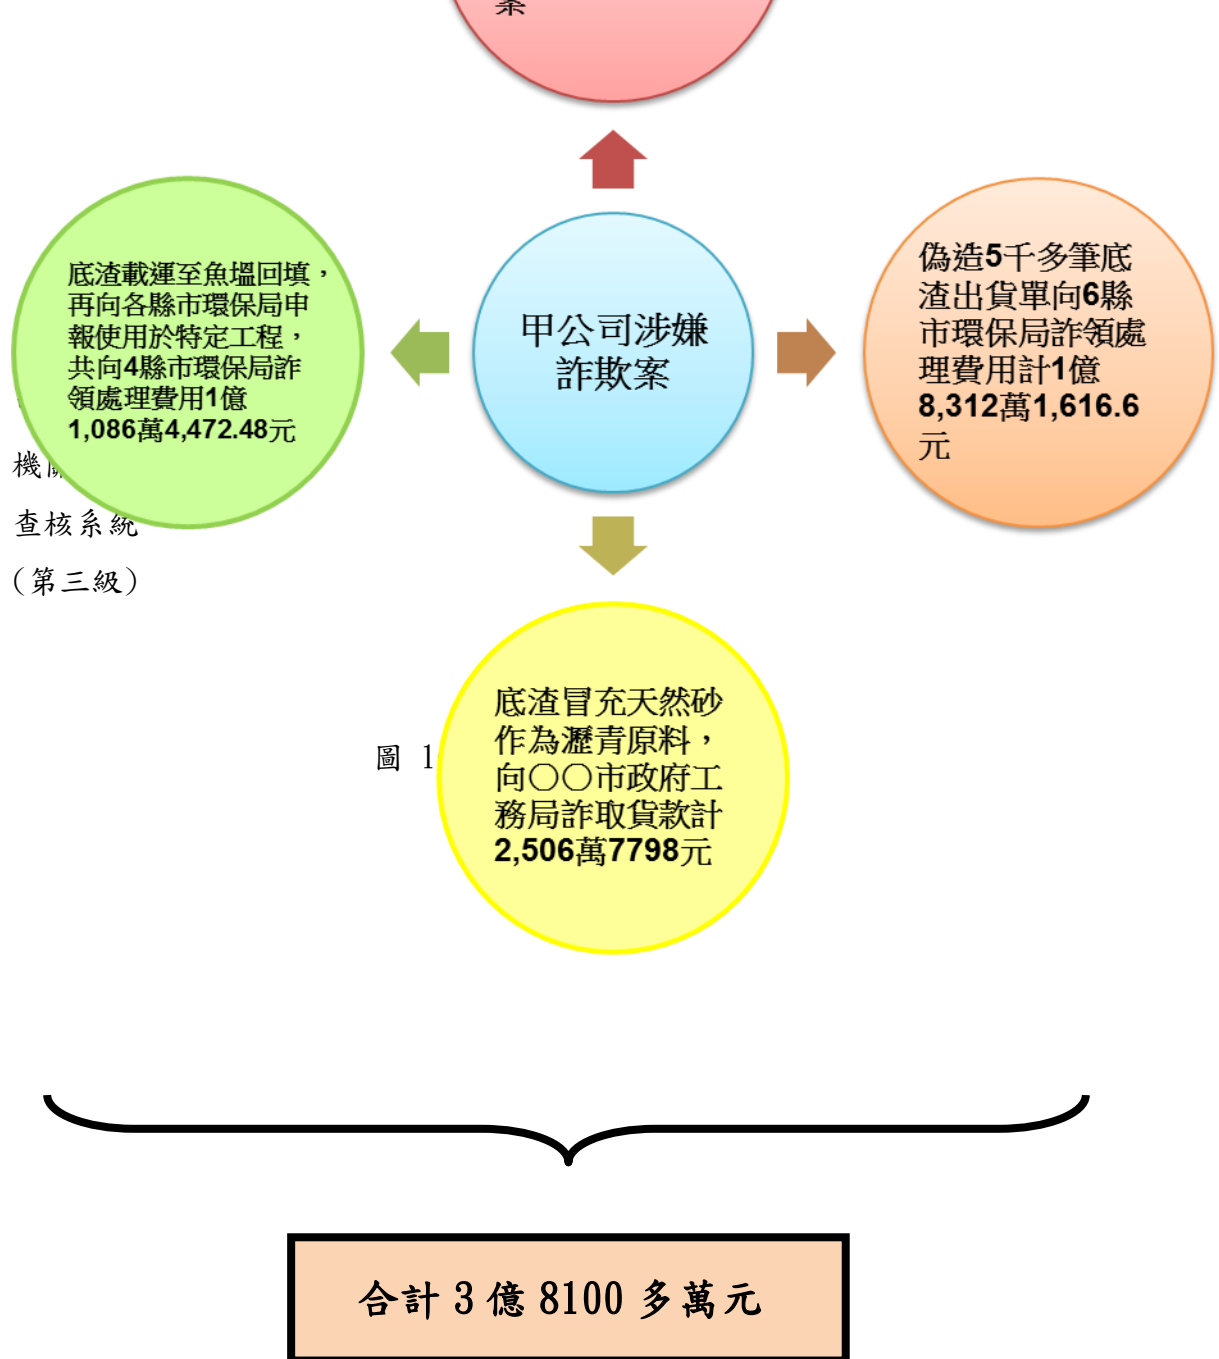 案
底渣載運至魚塭回填，
再向各縣市環保局申
報使用於特定工程，
共向4縣市環保局詐
領處理費用1億
1,086萬4,472.48元
甲公司涉嫌
詐欺案
偽造5千多筆底
渣出貨單向6縣
市環保局詐領處
理費用計1億
8,312萬1,616.6
元
機
查核系統
(第三級)
圖 1
底渣冒充天然砂
作為瀝青原料，
向○○市政府工
務局詐取貨款計
2,506萬7798元
合計3億8100多萬元